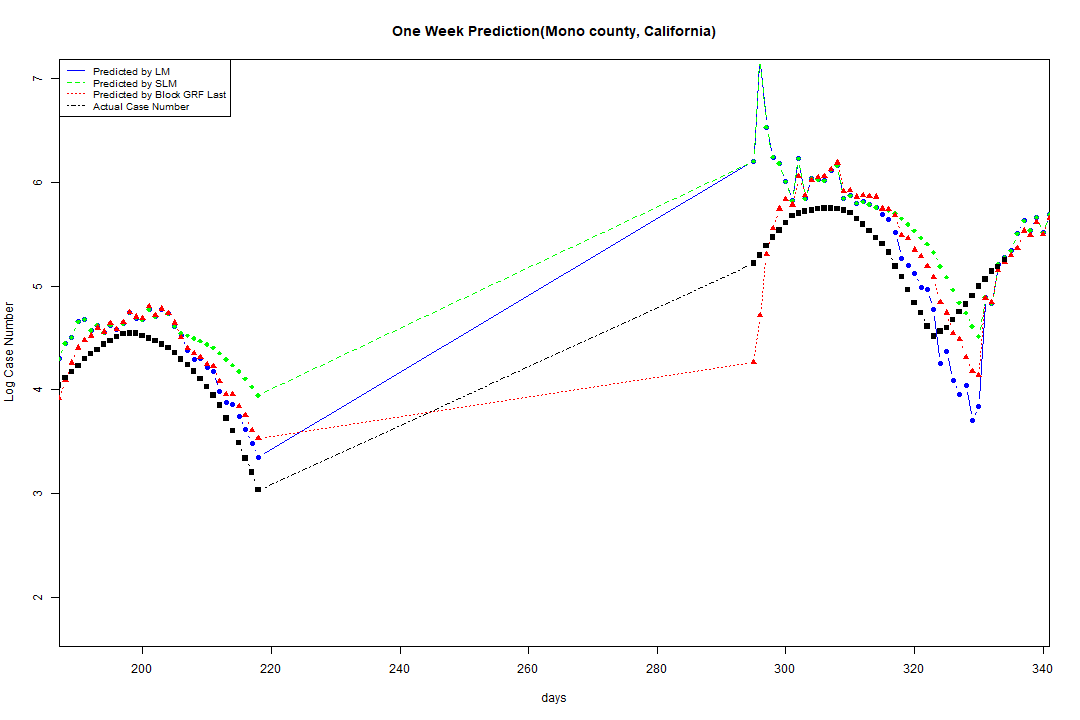 One Week Prediction(Mono county, California)
Predicted by LM
Predicted by SLM
Predicted by Block GRF Last
Actual Case Number
Log Case Number
7
6
5
4
3
2
200 220 240 260 280 300 320 340
days